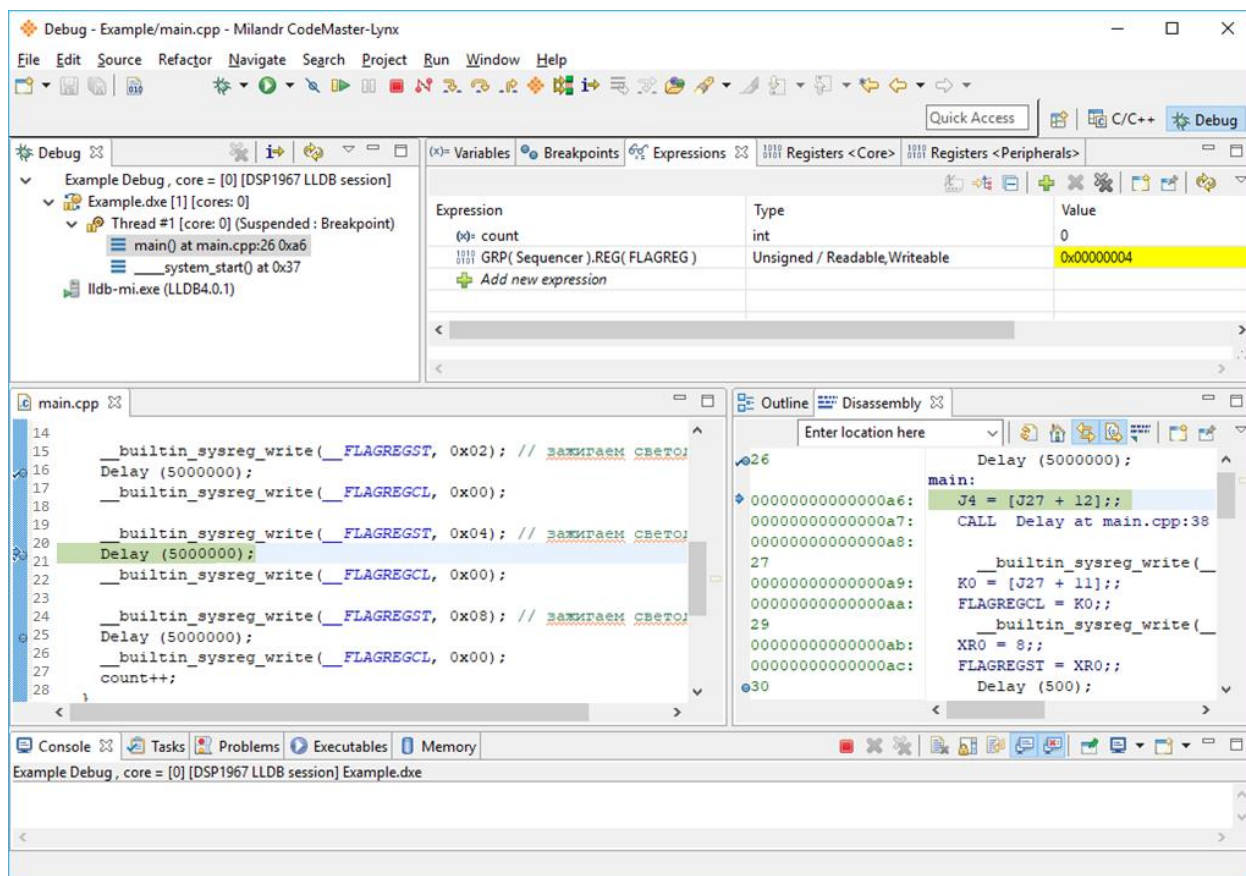 Debug - Example/main.cpp - Milandr CodeMaster-Lynx
File Edit Source Refactor Navigate Search Project Run Window Help
Quick Access C/C++ Debug
Debug
Example Debug , core = [0] [DSP1967 LLDB session]
Example.dxe [1] [cores: 0]
Thread #1 [core: 0] (Suspended : Breakpoint)
main() at main.cpp:26 0xa6
____system_start() at 0x37
lldb-mi.exe (LLDB4.0.1)
(x)= Variables Breakpoints Expressions Registers <Core> Registers <Peripherals>
Expression Type Value
(x)= count int 0
GRP( Sequencer ).REG( FLAGREG ) Unsigned / Readable,Writeable 0x00000004
Add new expression
main.cpp
14
15 __builtin_sysreg_write(__FLAGREGST, 0x02); // зажигаем светод
16 Delay (5000000);
17 __builtin_sysreg_write(__FLAGREGCL, 0x00);
18
19
20 __builtin_sysreg_write(__FLAGREGST, 0x04); // зажигаем светод
21 Delay (5000000);
22 __builtin_sysreg_write(__FLAGREGCL, 0x00);
23
24 __builtin_sysreg_write(__FLAGREGST, 0x08); // зажигаем светод
25 Delay (5000000);
26 __builtin_sysreg_write(__FLAGREGCL, 0x00);
27 count++;
28 }
Outline Disassembly
Enter location here
26 Delay (5000000);
main:
00000000000000a6: J4 = [J27 + 12];;
00000000000000a7: CALL Delay at main.cpp:38
00000000000000a8:
27 __builtin_sysreg_write(__
00000000000000a9: K0 = [J27 + 11];;
00000000000000aa: FLAGREGCL = K0;;
29 __builtin_sysreg_write(__
00000000000000ab: XR0 = 8;;
00000000000000ac: FLAGREGST = XR0;;
30 Delay (500);
Console Tasks Problems Executables Memory
Example Debug , core = [0] [DSP1967 LLDB session] Example.dxe